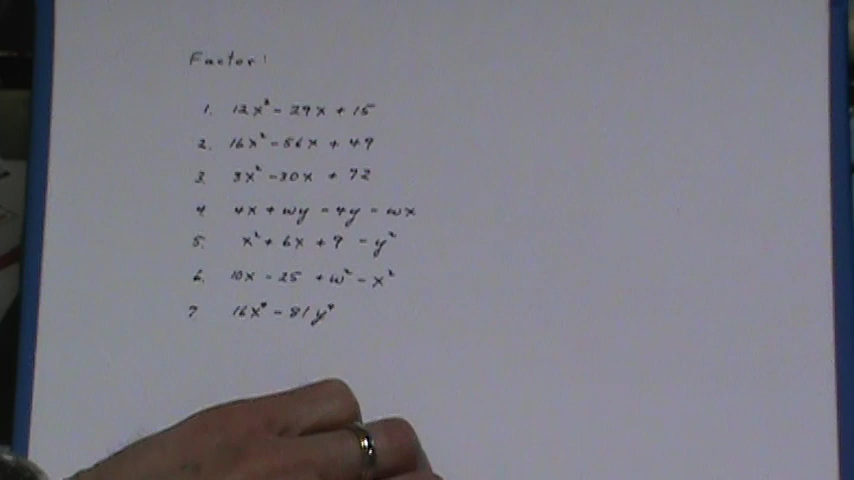 Factor:
1. 12x² - 29x + 15
2. 16x² - 56x + 49
3. 3x² - 30x + 72
4. 4x + wy - 4y - wx
5. x² + 6x + 9 - y²
6. 10x - 25 + w² - x²
7 16x⁴ - 81y⁴